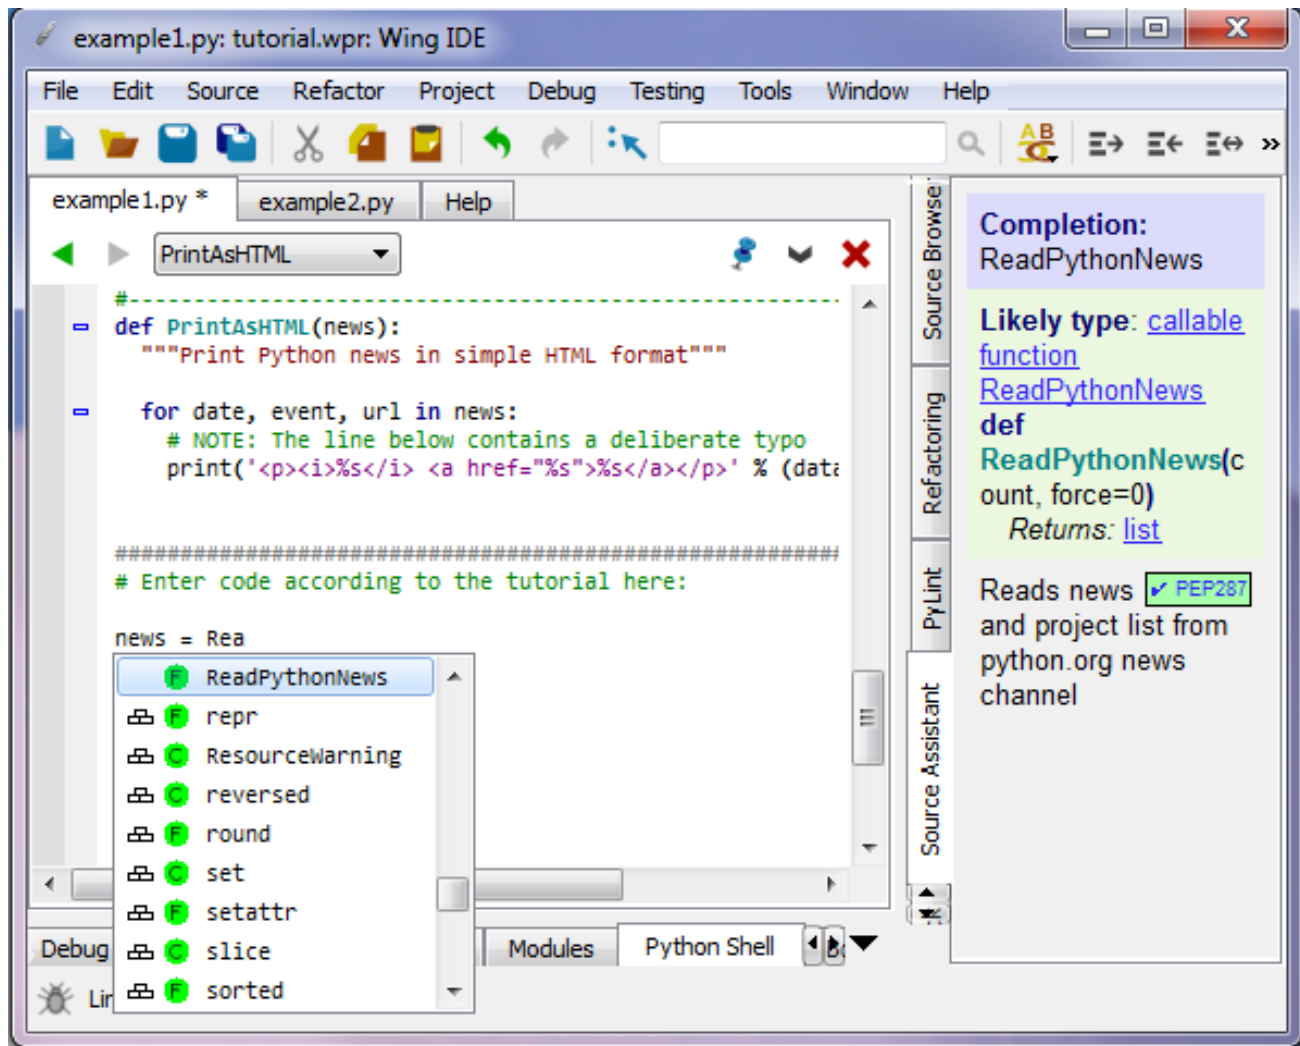 example1.py: tutorial.wpr: Wing IDE
File Edit Source Refactor Project Debug Testing Tools Window Help
example1.py * example2.py Help
PrintAsHTML
#-------------------------------------------------------
def PrintAsHTML(news):
"""Print Python news in simple HTML format"""
for date, event, url in news:
# NOTE: The line below contains a deliberate typo
print('<p><i>%s</i> <a href="%s">%s</a></p>' % (data
########################################################
# Enter code according to the tutorial here:
news = Rea
F ReadPythonNews
F repr
C ResourceWarning
C reversed
F round
C set
F setattr
C slice
F sorted
Debug Modules Python Shell
Lin
Source Browser
Refactoring
PyLint
Source Assistant
Completion:
ReadPythonNews
Likely type: callable
function
ReadPythonNews
def
ReadPythonNews(c
ount, force=0)
Returns: list
Reads news ✔ PEP287
and project list from
python.org news
channel